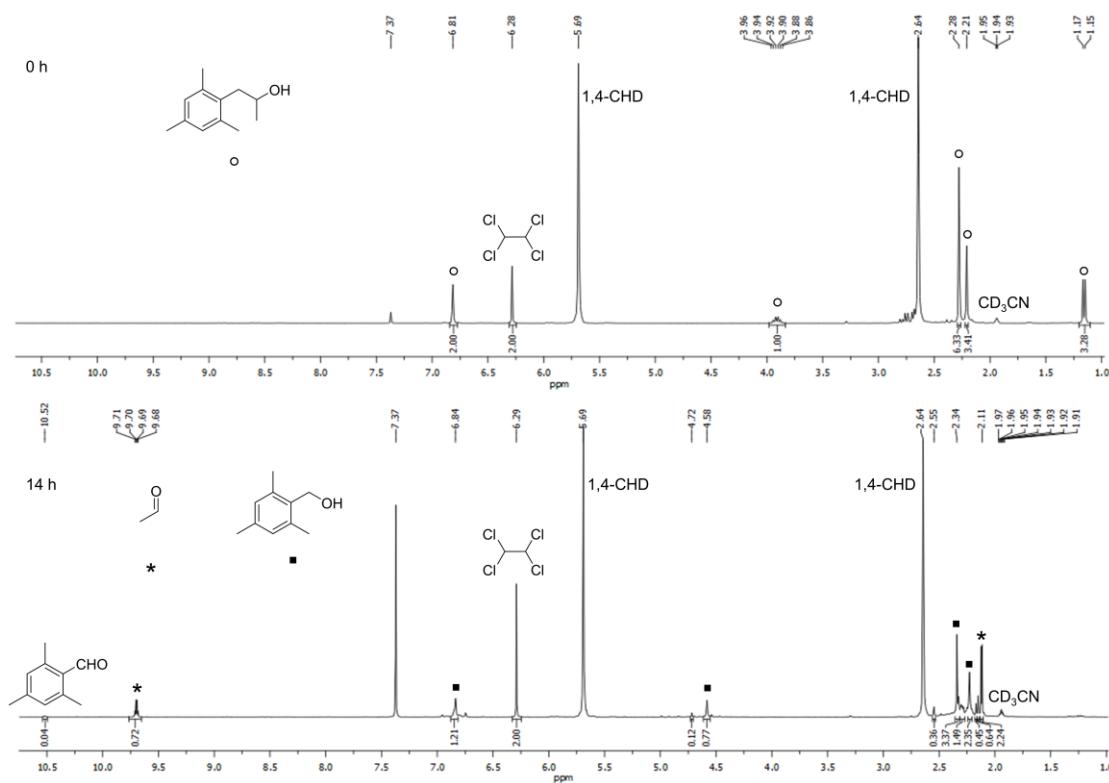 7.37 6.81 6.28 5.69 3.96 3.94 3.92 3.90 3.88 3.86 2.64 2.28 2.21 1.95 1.94 1.93 1.17 1.15
0 h
OH
1,4-CHD 1,4-CHD
Cl Cl
Cl Cl
CD3CN
2.00 2.00 1.00 6.33 3.41 3.28
10.5 10.0 9.5 9.0 8.5 8.0 7.5 7.0 6.5 6.0 5.5 5.0 4.5 4.0 3.5 3.0 2.5 2.0 1.5 1.0
ppm
10.52 9.71 9.70 9.69 9.68 7.37 6.84 6.29 5.69 4.72 4.58 2.64 2.55 2.34 2.11 1.97 1.96 1.95 1.94 1.93 1.92 1.91
14 h
O
OH
1,4-CHD 1,4-CHD
*
Cl Cl
Cl Cl
CHO
* *
CD3CN
0.04 0.72 1.21 2.00 0.12 0.77 0.36 3.37 1.49 2.35 0.45 0.64 2.24
10.5 10.0 9.5 9.0 8.5 8.0 7.5 7.0 6.5 6.0 5.5 5.0 4.5 4.0 3.5 3.0 2.5 2.0 1.5 1.0
ppm